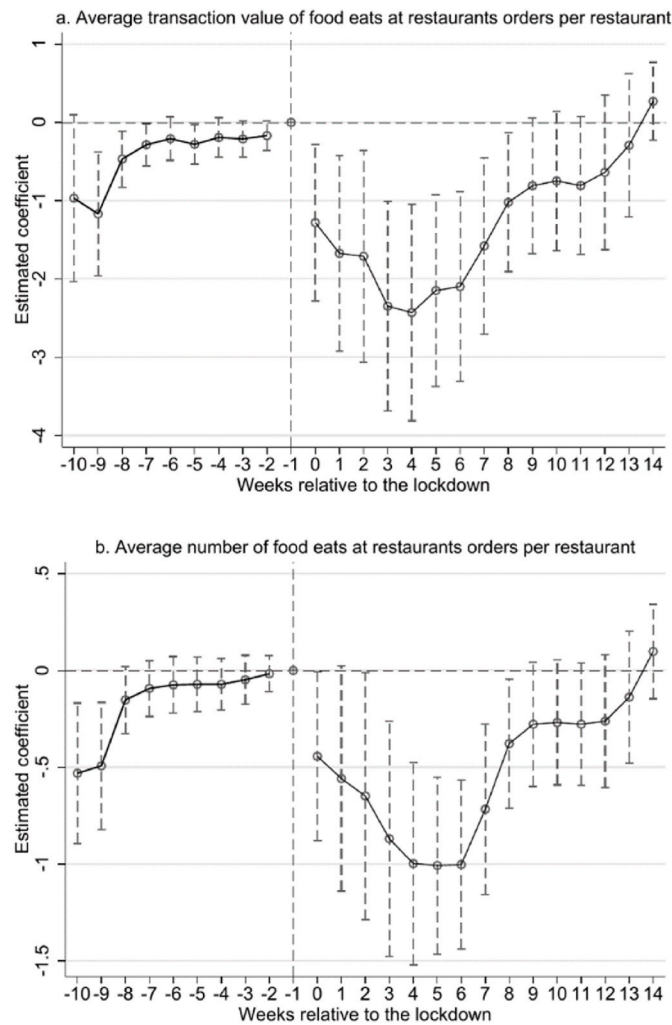 a. Average transaction value of food eats at restaurants orders per restaurant
1
0
-1
-2
-3
-4
Estimated coefficient
-10 -9 -8 -7 -6 -5 -4 -3 -2 -1 0 1 2 3 4 5 6 7 8 9 10 11 12 13 14
Weeks relative to the lockdown
b. Average number of food eats at restaurants orders per restaurant
.5
0
-.5
-1
-1.5
Estimated coefficient
-10 -9 -8 -7 -6 -5 -4 -3 -2 -1 0 1 2 3 4 5 6 7 8 9 10 11 12 13 14
Weeks relative to the lockdown